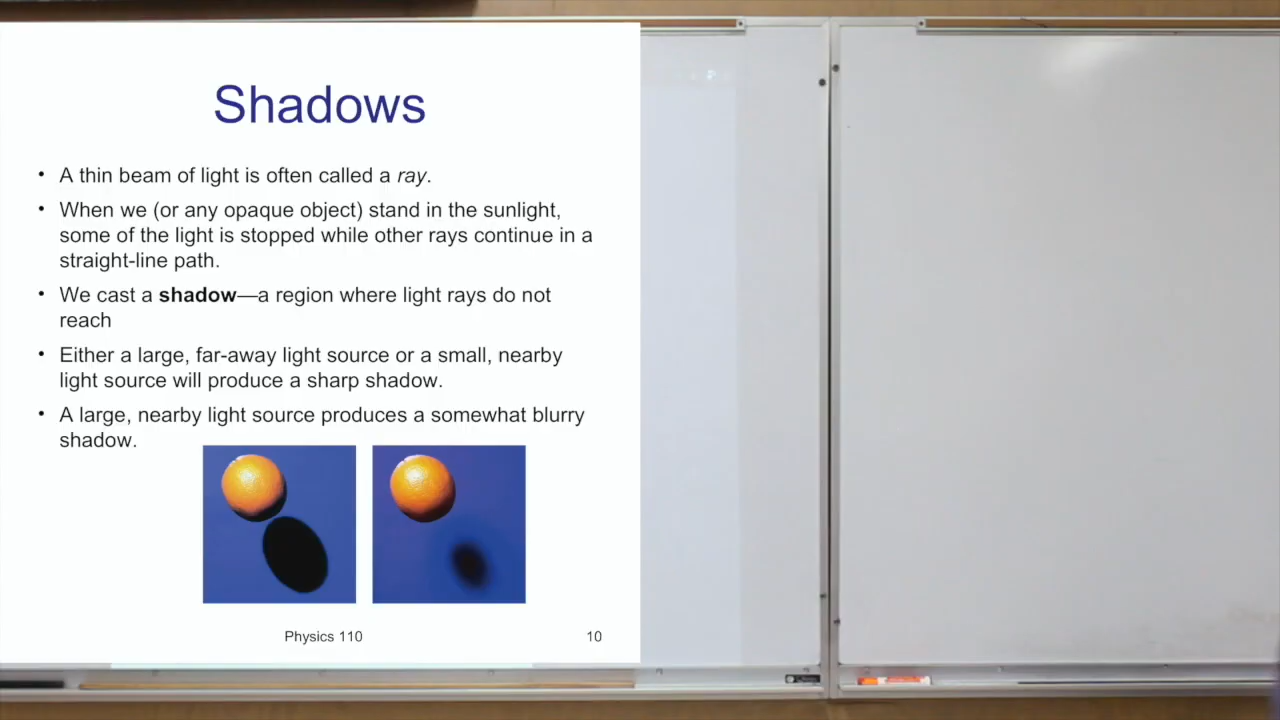 Shadows
• A thin beam of light is often called a ray.
• When we (or any opaque object) stand in the sunlight,
some of the light is stopped while other rays continue in a
straight-line path.
• We cast a shadow—a region where light rays do not
reach
• Either a large, far-away light source or a small, nearby
light source will produce a sharp shadow.
• A large, nearby light source produces a somewhat blurry
shadow.
Physics 110
10